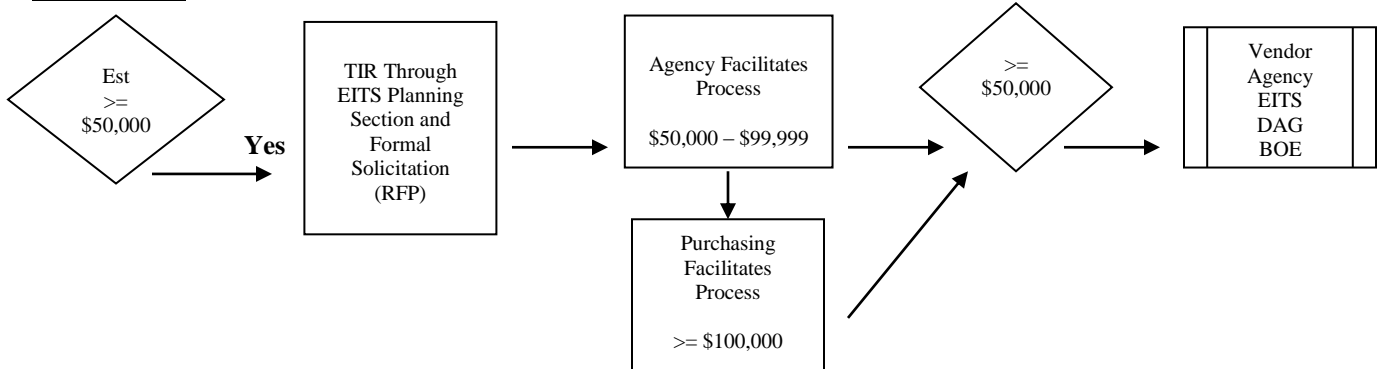 Est
>=
$50,000
Yes
TIR Through
EITS Planning
Section and
Formal
Solicitation
(RFP)
Agency Facilitates
Process
$50,000 – $99,999
Purchasing
Facilitates
Process
>= $100,000
>=
$50,000
Vendor
Agency
EITS
DAG
BOE